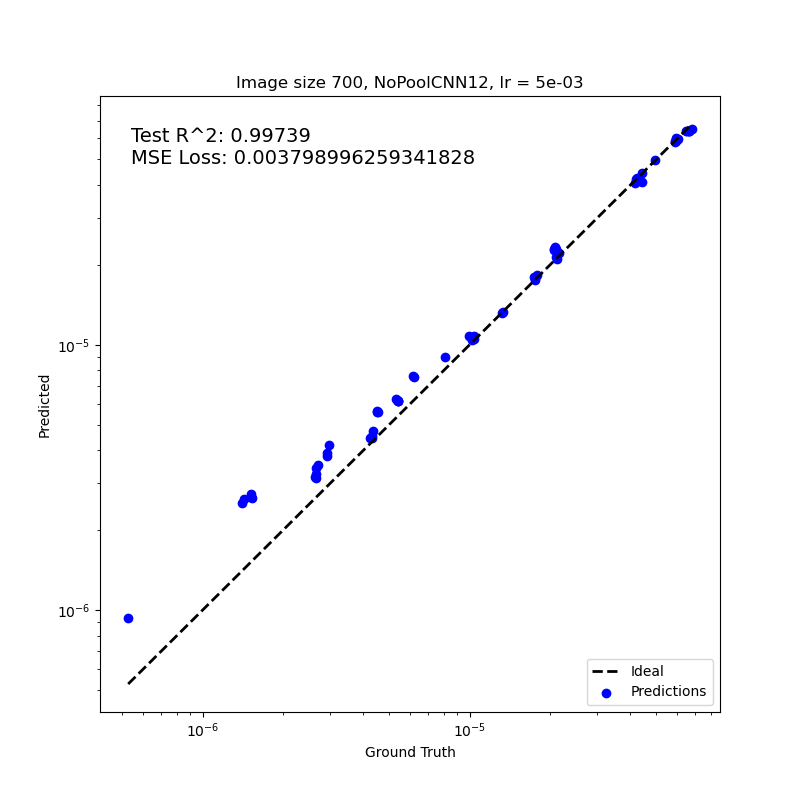 Image size 700, NoPoolCNN12, lr = 5e-03
Test R^2: 0.99739
MSE Loss: 0.003798996259341828
Predicted
10⁻⁵
10⁻⁶
Ideal
Predictions
10⁻⁶
10⁻⁵
Ground Truth